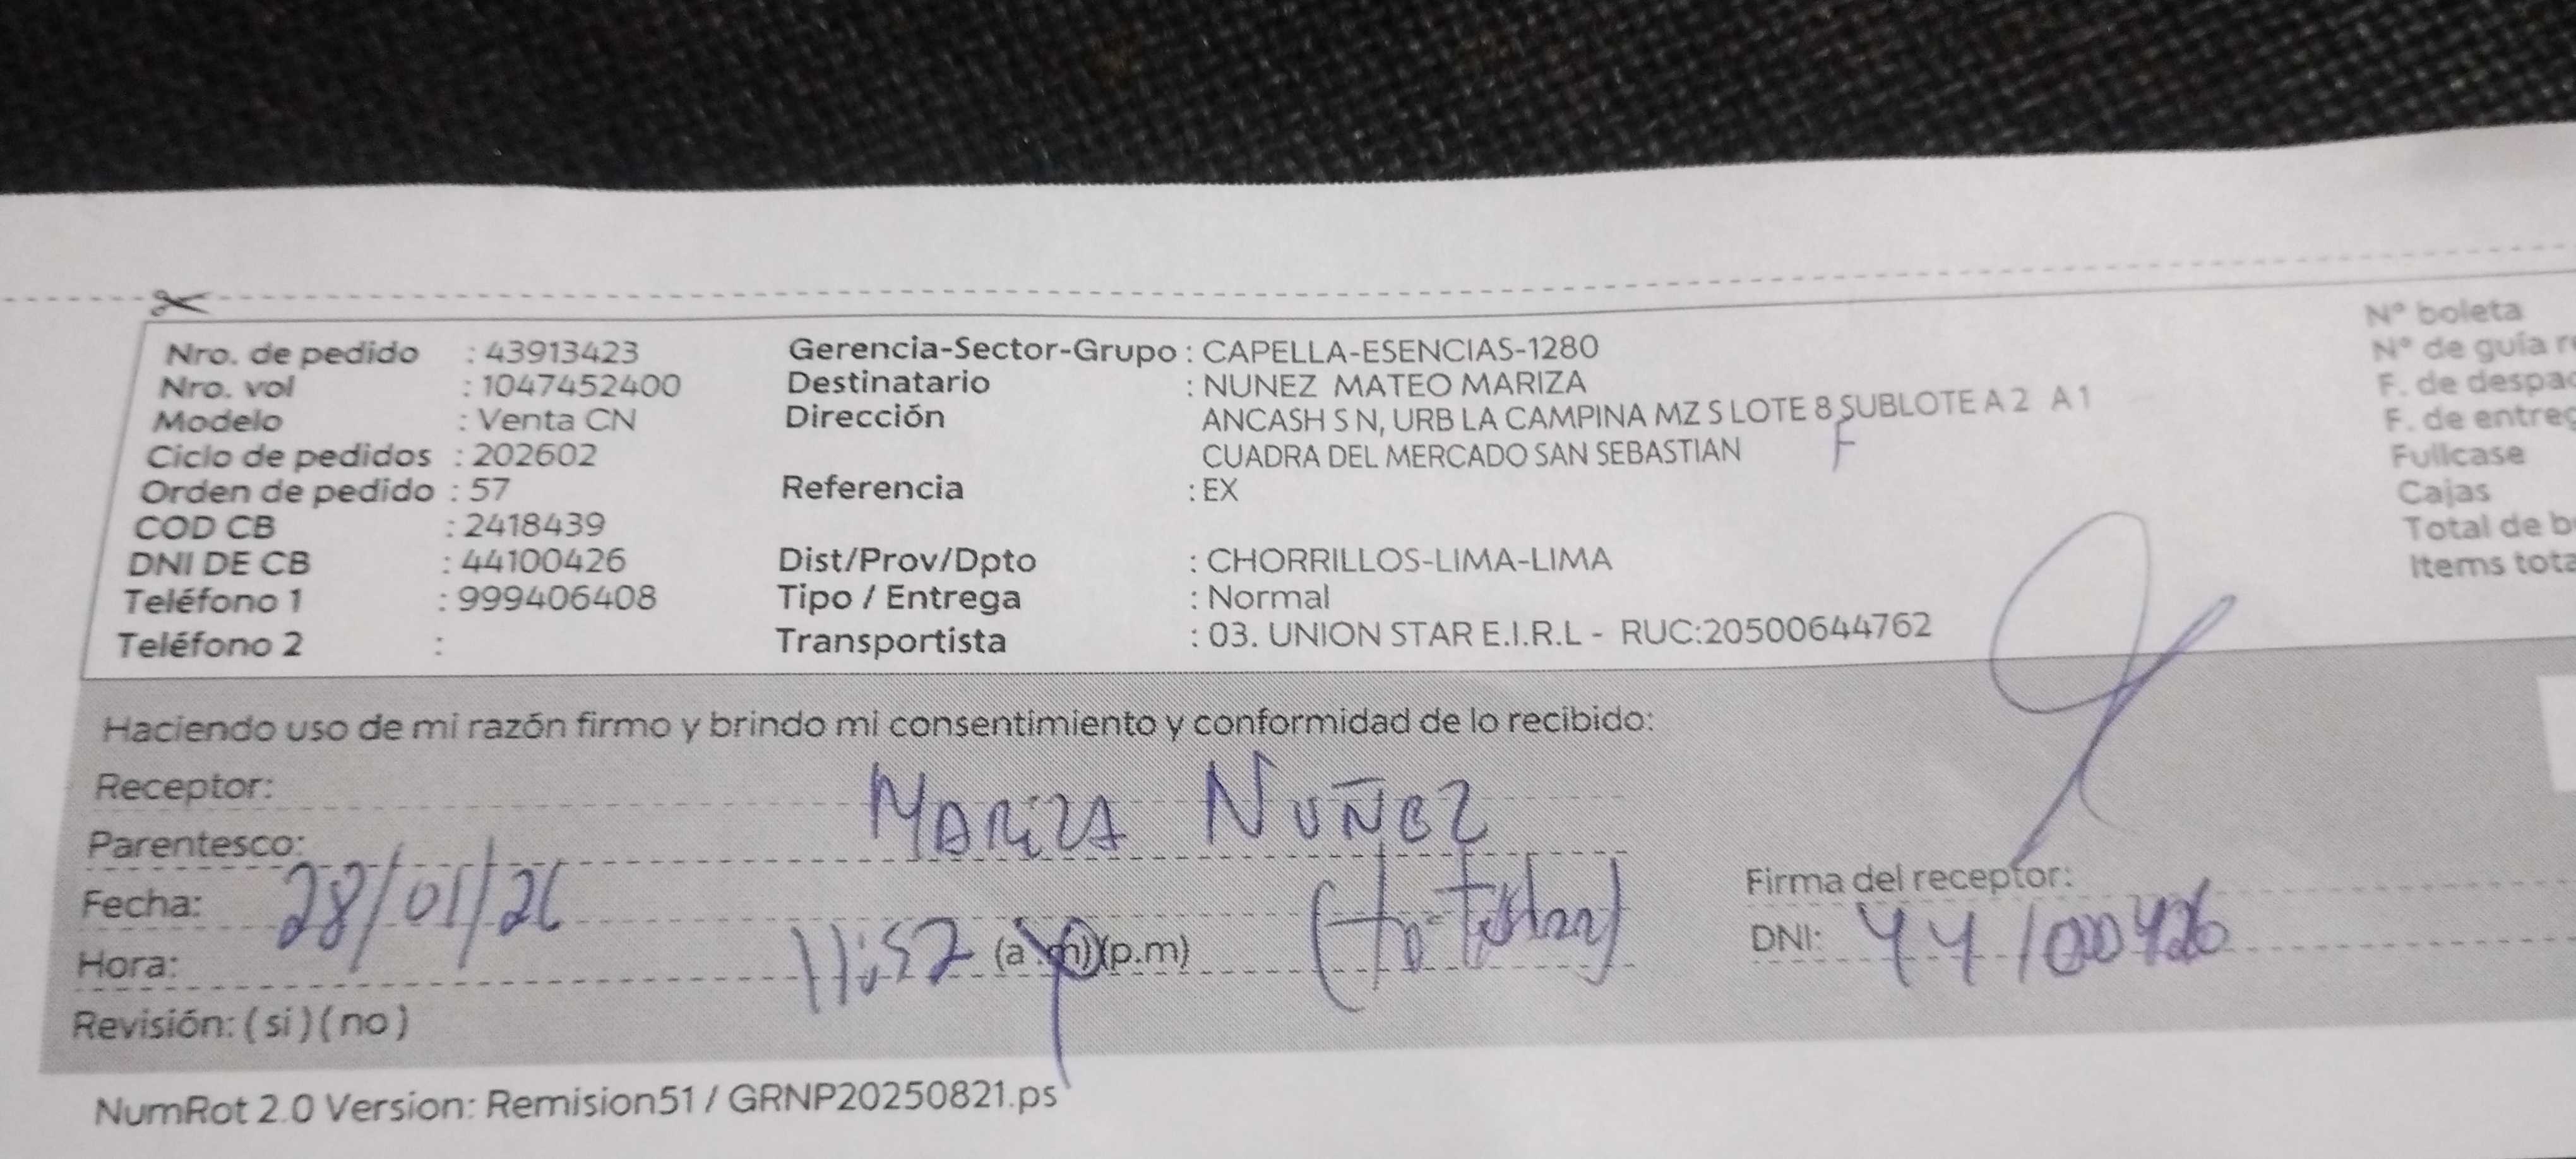 Nro. de pedido : 43913423
Nro. vol : 1047452400
Modelo : Venta CN
Ciclo de pedidos : 202602
Orden de pedido : 57
COD CB : 2418439
DNI DE CB : 44100426
Teléfono 1 : 999406408
Teléfono 2 :
Gerencia-Sector-Grupo : CAPELLA-ESENCIAS-1280
Destinatario : NUNEZ MATEO MARIZA
Dirección ANCASH S N, URB LA CAMPINA MZ S LOTE 8 SUBLOTE A 2 A 1
CUADRA DEL MERCADO SAN SEBASTIAN F
Referencia : EX
Dist/Prov/Dpto : CHORRILLOS-LIMA-LIMA
Tipo / Entrega : Normal
Transportista : 03. UNION STAR E.I.R.L - RUC:20500644762
N° boleta
N° de guía
F. de
F. de
Fullcase
Cajas
Total de
Items
Haciendo uso de mi razón firmo y brindo mi consentimiento y conformidad de lo recibido:
Receptor: MARIZA NUÑEZ
Parentesco:
Fecha: 28/01/26
Hora: 11:57 (a.m)(p.m)
Revisión: ( si ) ( no )
Firma del receptor:
DNI: 44100426
NumRot 2.0 Version: Remision51 / GRNP20250821.ps